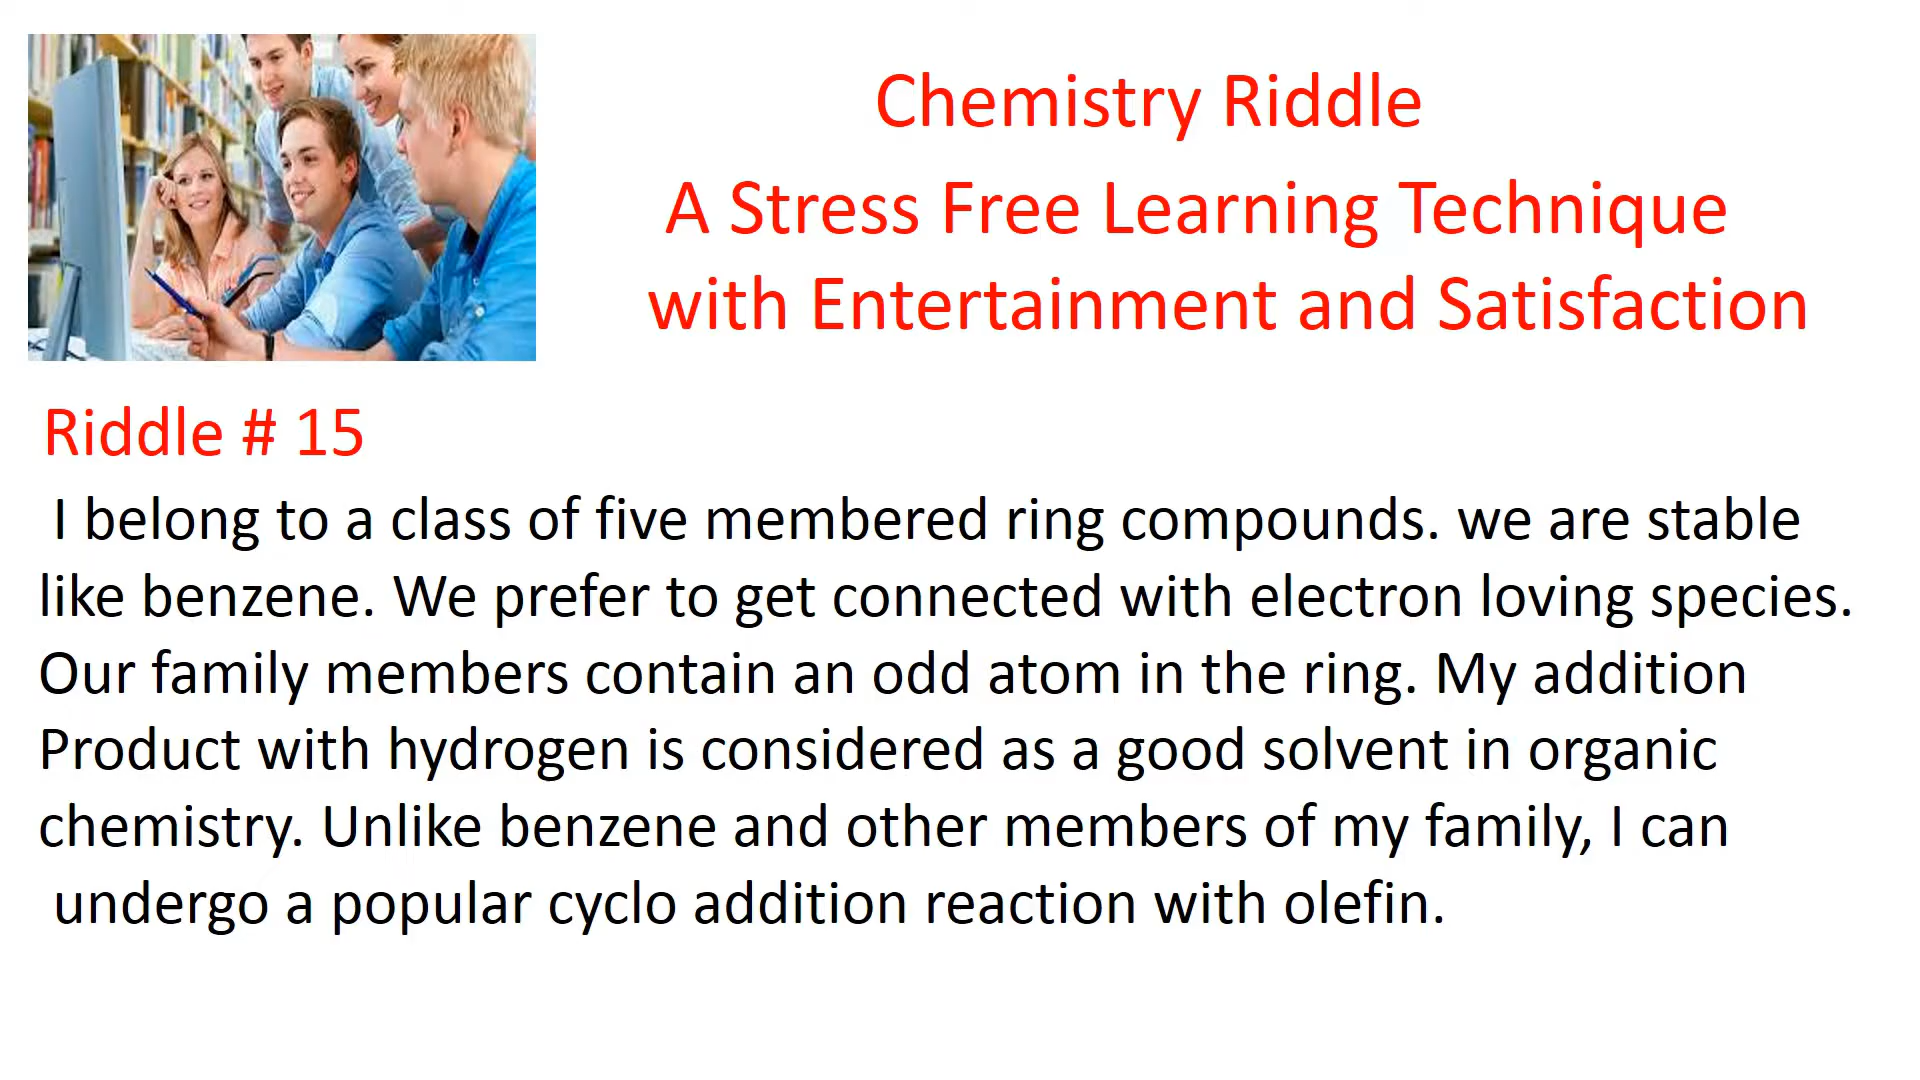 Chemistry Riddle
A Stress Free Learning Technique
with Entertainment and Satisfaction
Riddle # 15
I belong to a class of five membered ring compounds. we are stable
like benzene. We prefer to get connected with electron loving species.
Our family members contain an odd atom in the ring. My addition
Product with hydrogen is considered as a good solvent in organic
chemistry. Unlike benzene and other members of my family, I can
undergo a popular cyclo addition reaction with olefin.